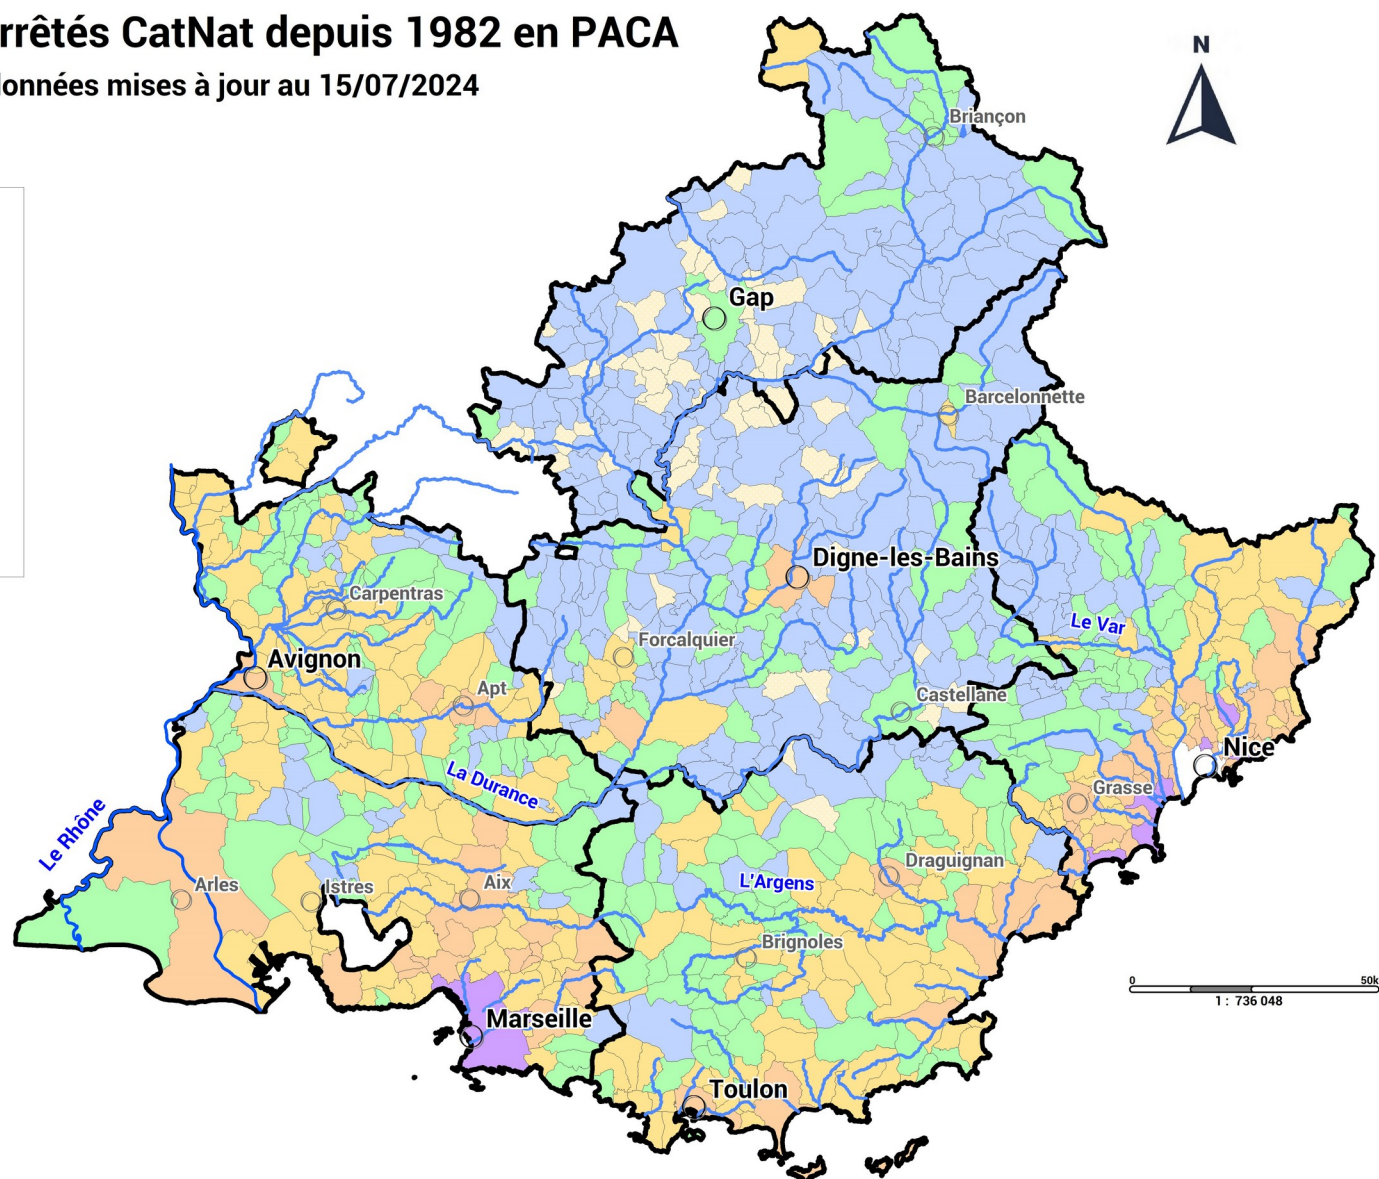 rrêtés CatNat depuis 1982 en PACA
onnées mises à jour au 15/07/2024
N
Briançon
Gap
Barcelonnette
Digne-les-Bains
Carpentras
Le Var
Forcalquier
Avignon
Apt
Castellane
Nice
La Durance
Grasse
Le Rhône
Draguignan
L'Argens
Arles
Istres
Aix
Brignoles
0 50k
1 : 736 048
Marseille
Toulon